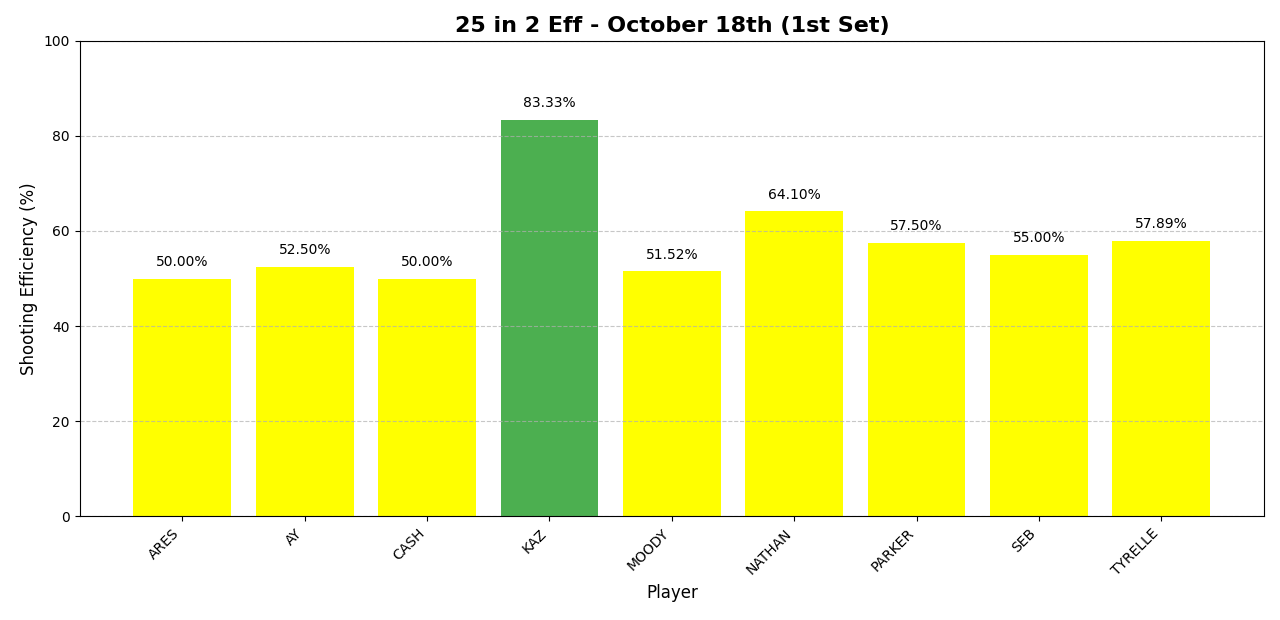 25 in 2 Eff - October 18th (1st Set)
Shooting Efficiency (%)
100
80
60
40
20
0
50.00%
52.50%
50.00%
83.33%
51.52%
64.10%
57.50%
55.00%
57.89%
ARES
AY
CASH
KAZ
MOODY
NATHAN
PARKER
SEB
TYRELLE
Player